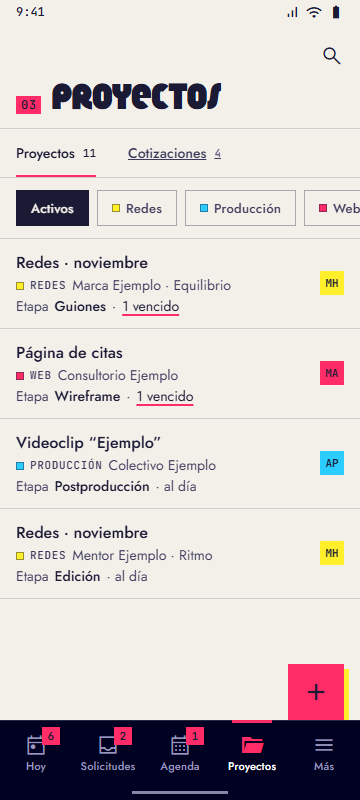 9:41
03 PROYECTOS
Proyectos 11 Cotizaciones 4
Activos Redes Producción Web
Redes · noviembre
REDES Marca Ejemplo · Equilibrio
MH
Etapa Guiones · 1 vencido
Página de citas
WEB Consultorio Ejemplo
MA
Etapa Wireframe · 1 vencido
Videoclip “Ejemplo”
PRODUCCIÓN Colectivo Ejemplo
AP
Etapa Postproducción · al día
Redes · noviembre
REDES Mentor Ejemplo · Ritmo
MH
Etapa Edición · al día
+
6 2 1
Hoy Solicitudes Agenda Proyectos Más